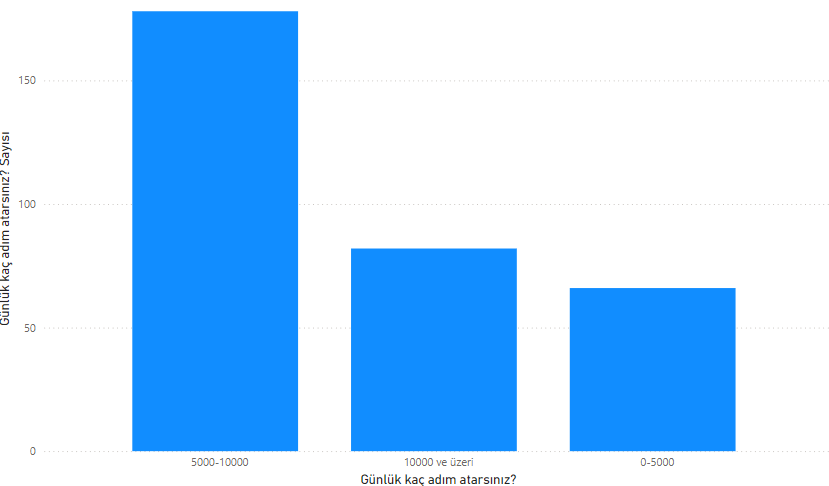 Günlük kaç adım atarsınız? Sayısı
150
100
50
0
5000-10000
10000 ve üzeri
0-5000
Günlük kaç adım atarsınız?